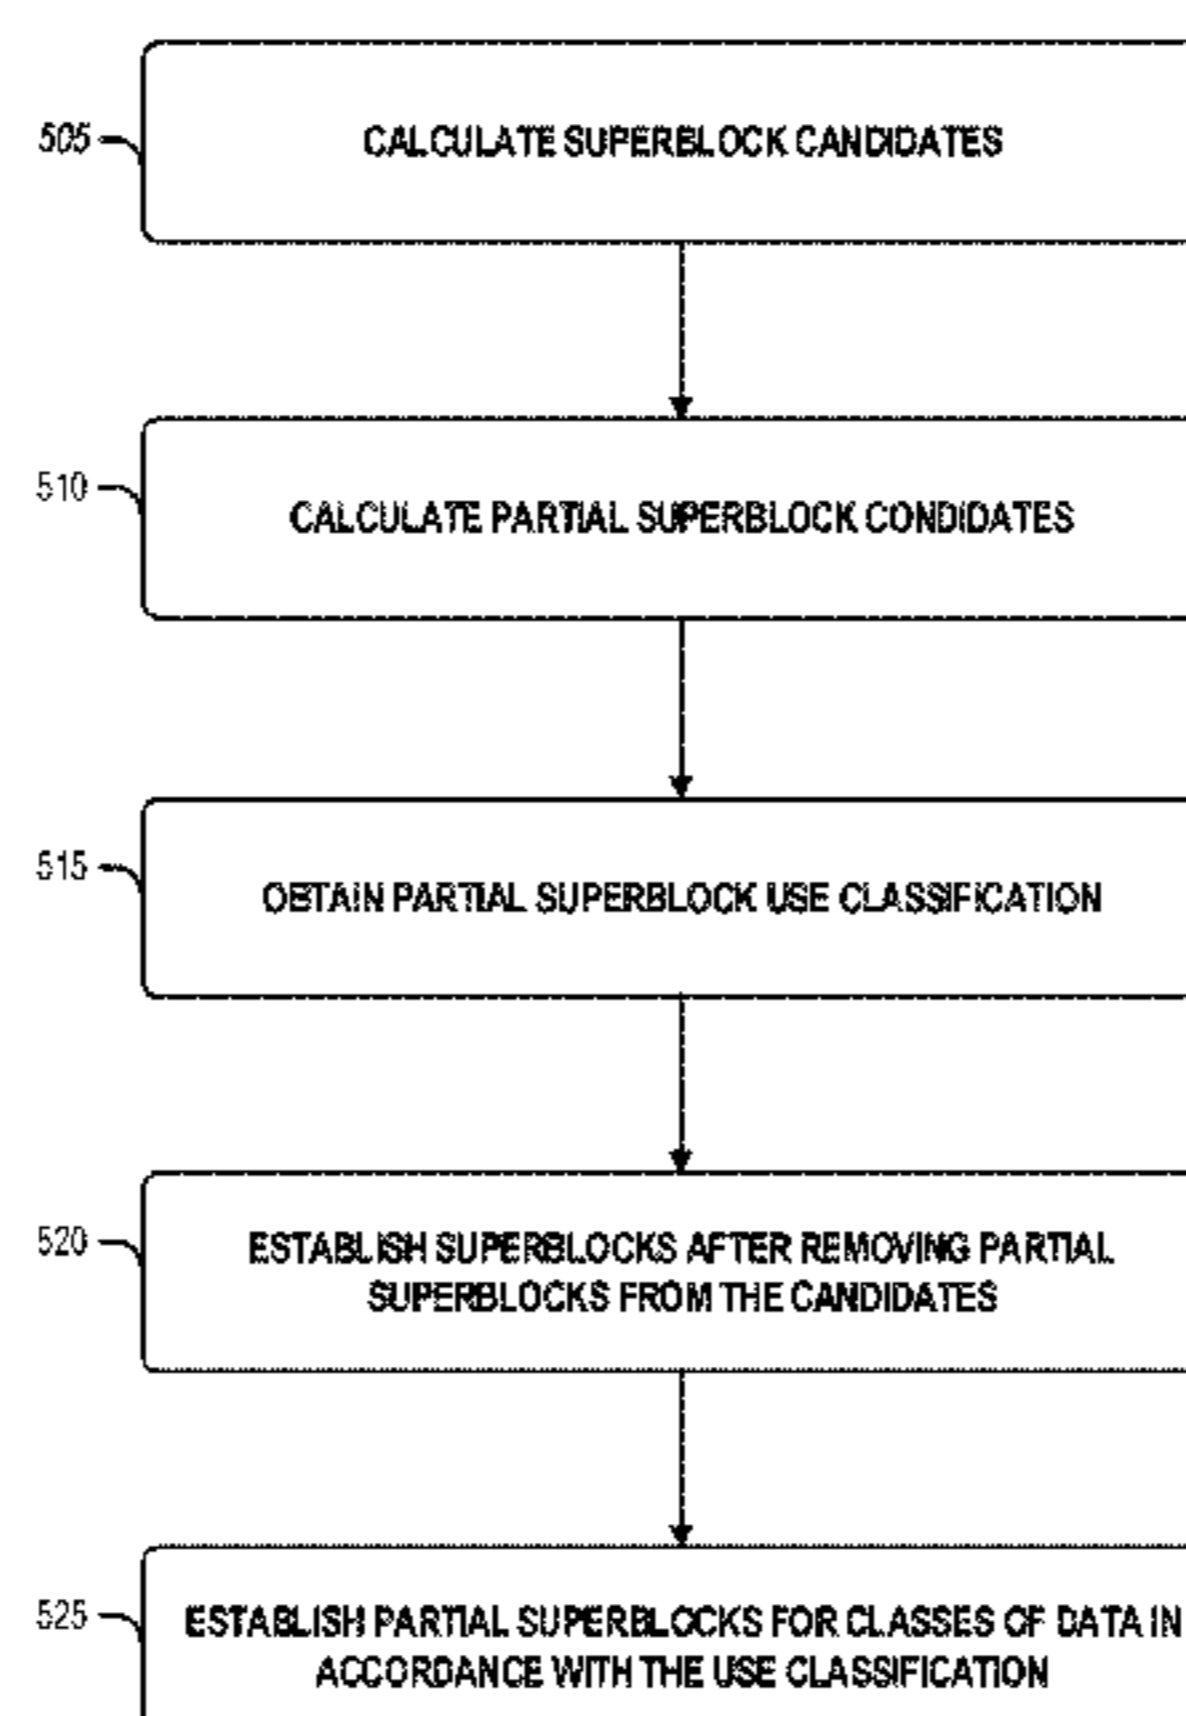 505
CALCULATE SUPERBLOCK CANDIDATES
510
CALCULATE PARTIAL SUPERBLOCK CONDIDATES
515
OBTAIN PARTIAL SUPERBLOCK USE CLASSIFICATION
520
ESTABLISH SUPERBLOCKS AFTER REMOVING PARTIAL
SUPERBLOCKS FROM THE CANDIDATES
525
ESTABLISH PARTIAL SUPERBLOCKS FOR CLASSES OF DATA IN
ACCORDANCE WITH THE USE CLASSIFICATION